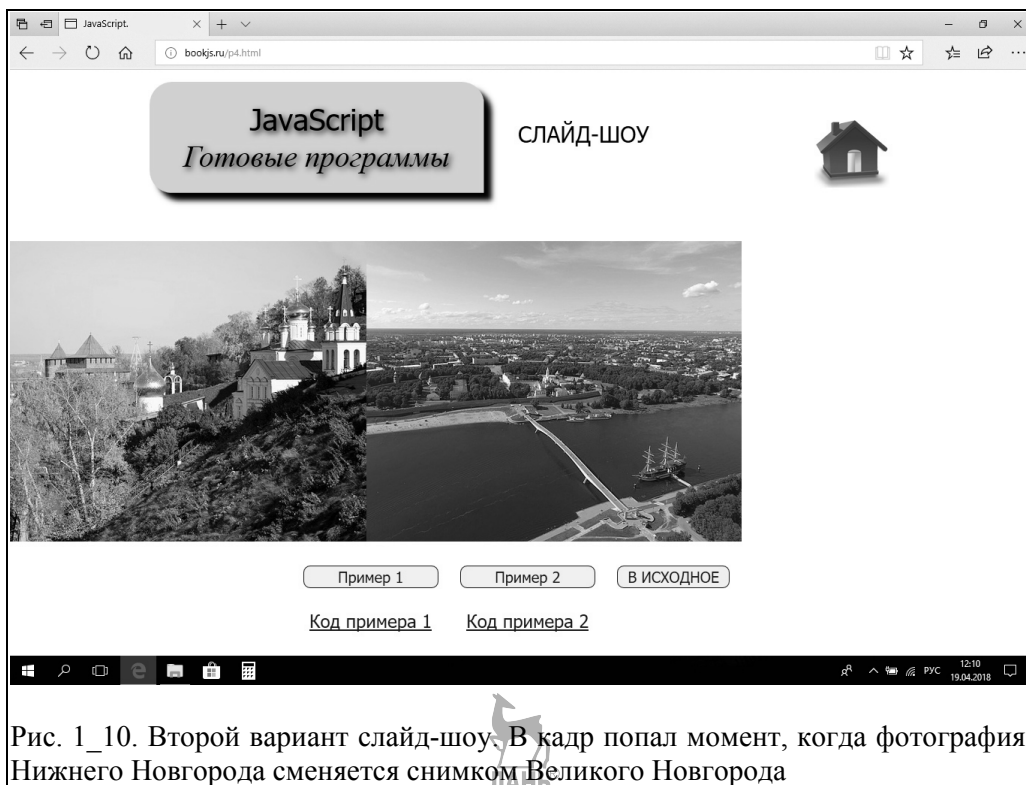 JavaScript.
bookjs.ru/p4.html
JavaScript
Готовые программы
СЛАЙД-ШОУ
Пример 1
Пример 2
В ИСХОДНОЕ
Код примера 1
Код примера 2
РУС
12:10
19.04.2018
Рис. 1_10. Второй вариант слайд-шоу. В кадр попал момент, когда фотография
Нижнего Новгорода сменяется снимком Великого Новгорода
ЛАНЬ